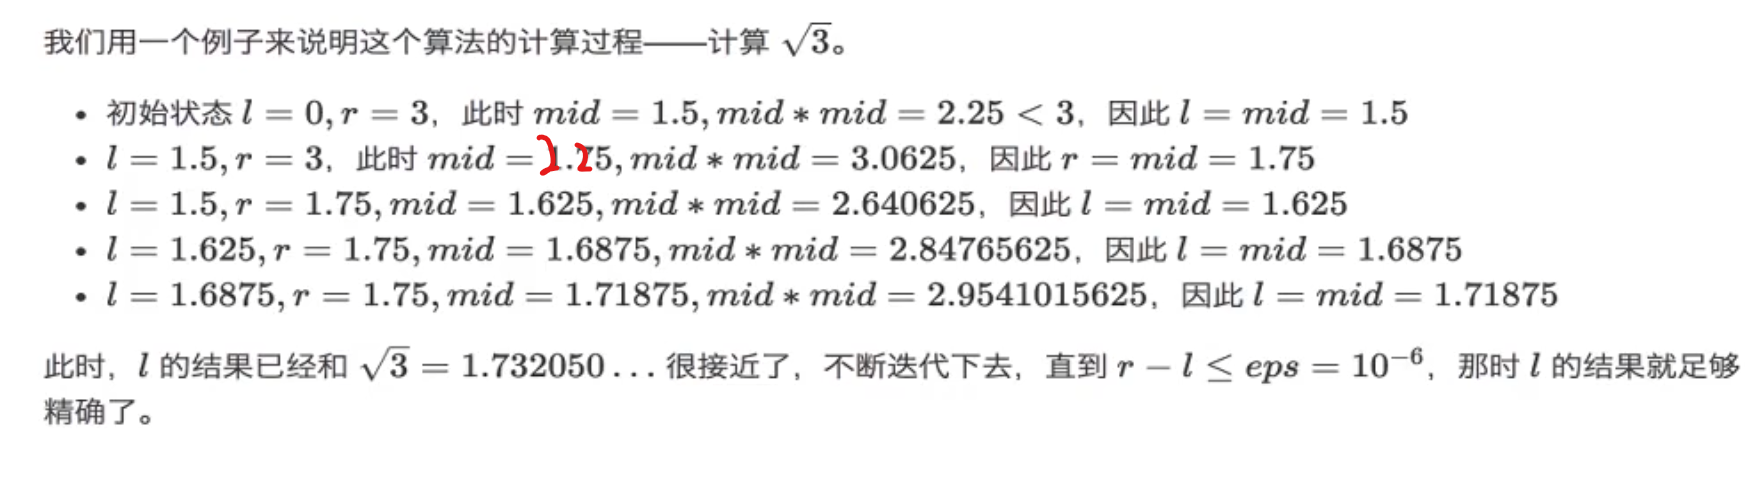 我们用一个例子来说明这个算法的计算过程——计算 √3。
• 初始状态 l = 0, r = 3，此时 mid = 1.5, mid * mid = 2.25 < 3，因此 l = mid = 1.5
• l = 1.5, r = 3，此时 mid = 1.75, mid * mid = 3.0625，因此 r = mid = 1.75
• l = 1.5, r = 1.75, mid = 1.625, mid * mid = 2.640625，因此 l = mid = 1.625
• l = 1.625, r = 1.75, mid = 1.6875, mid * mid = 2.84765625，因此 l = mid = 1.6875
• l = 1.6875, r = 1.75, mid = 1.71875, mid * mid = 2.9541015625，因此 l = mid = 1.71875
此时，l 的结果已经和 √3 = 1.732050... 很接近了，不断迭代下去，直到 r − l ≤ eps = 10⁻⁶，那时 l 的结果就足够
精确了。